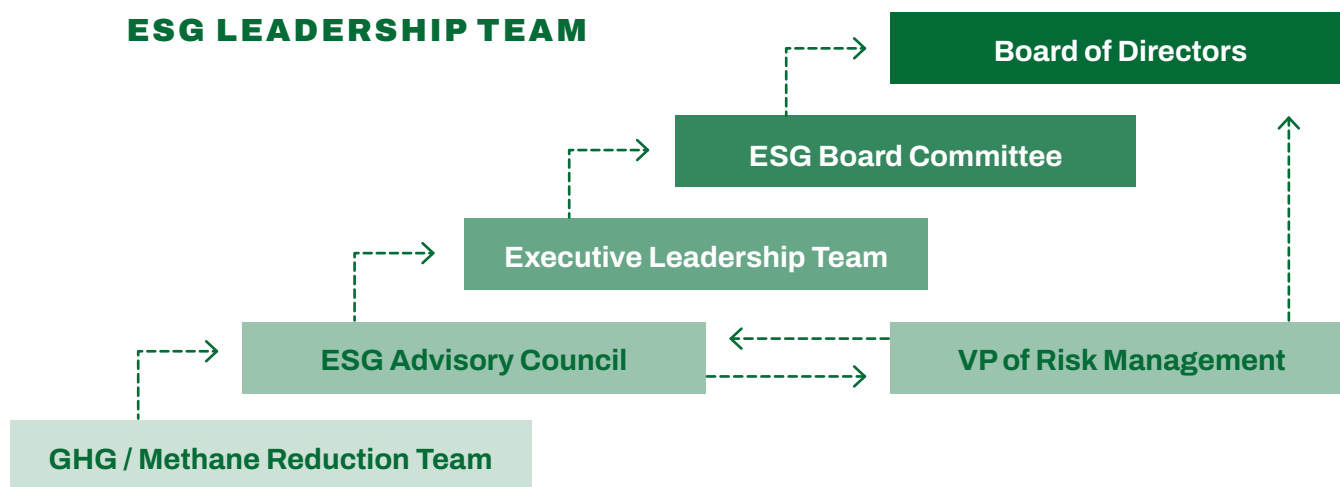 ESG LEADERSHIP TEAM
Board of Directors
ESG Board Committee
Executive Leadership Team
ESG Advisory Council
VP of Risk Management
GHG / Methane Reduction Team